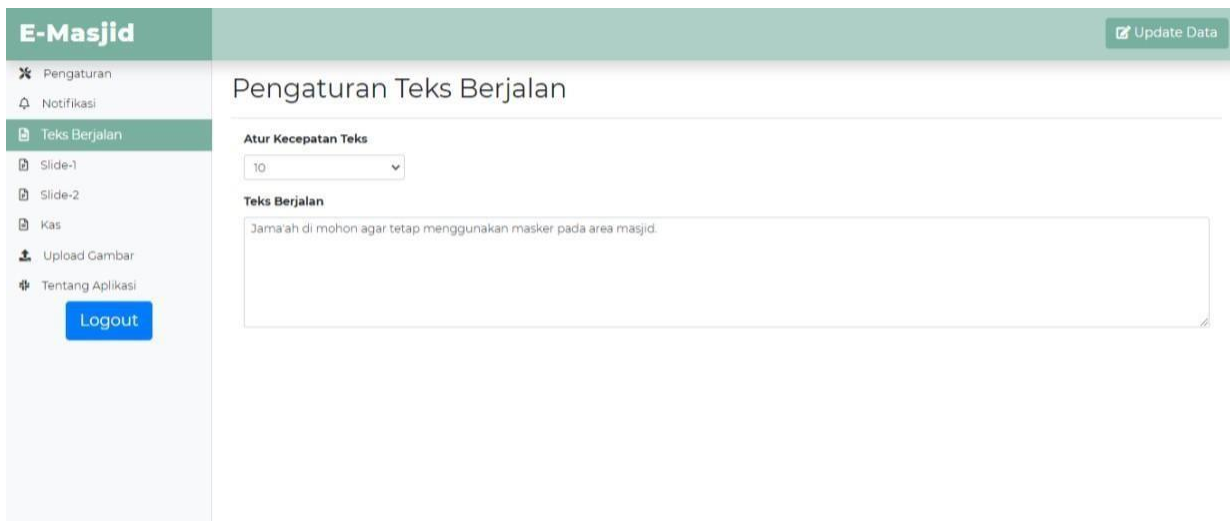 E-Masjid
Update Data
Pengaturan
Notifikasi
Teks Berjalan
Slide-1
Slide-2
Kas
Upload Gambar
Tentang Aplikasi
Logout
Pengaturan Teks Berjalan
Atur Kecepatan Teks
10
Teks Berjalan
Jama'ah di mohon agar tetap menggunakan masker pada area masjid.